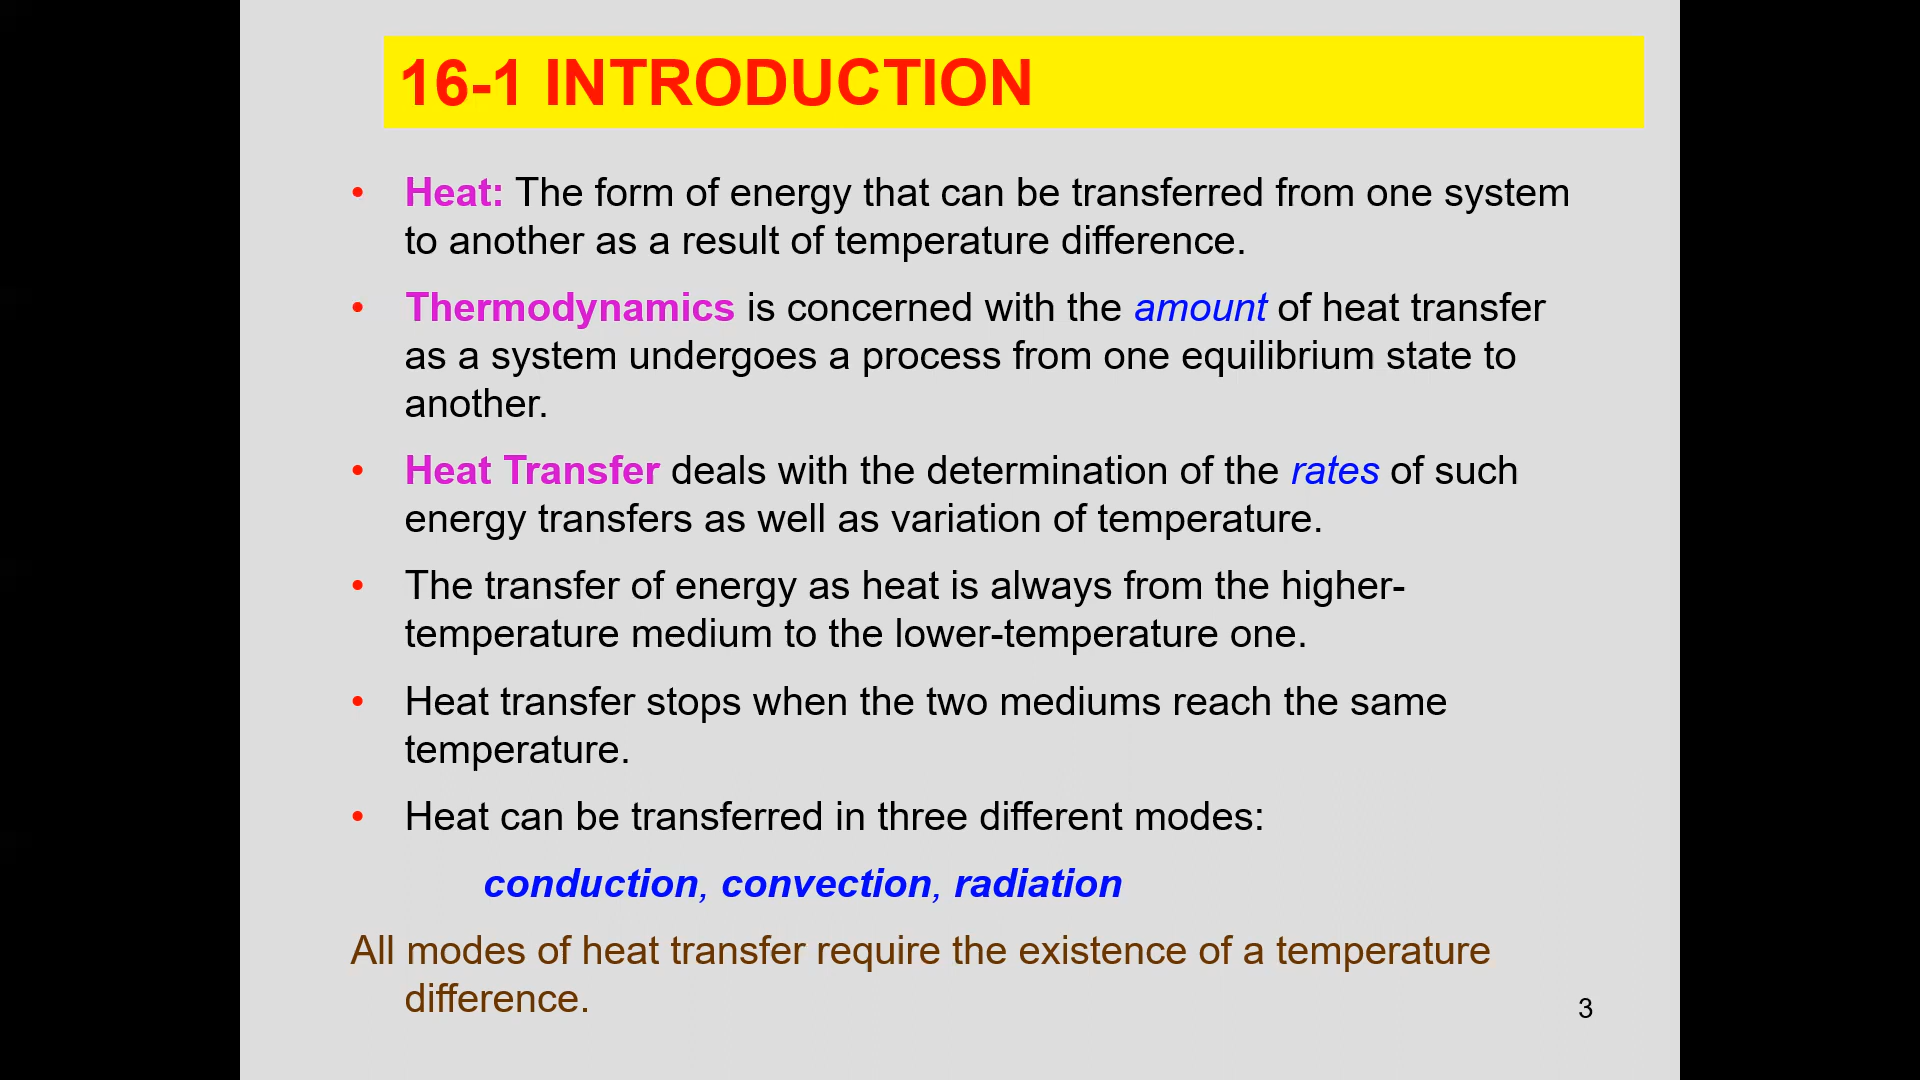 16-1 INTRODUCTION
• Heat: The form of energy that can be transferred from one system
to another as a result of temperature difference.
• Thermodynamics is concerned with the amount of heat transfer
as a system undergoes a process from one equilibrium state to
another.
• Heat Transfer deals with the determination of the rates of such
energy transfers as well as variation of temperature.
• The transfer of energy as heat is always from the higher-
temperature medium to the lower-temperature one.
• Heat transfer stops when the two mediums reach the same
temperature.
• Heat can be transferred in three different modes:
conduction, convection, radiation
All modes of heat transfer require the existence of a temperature
difference.
3